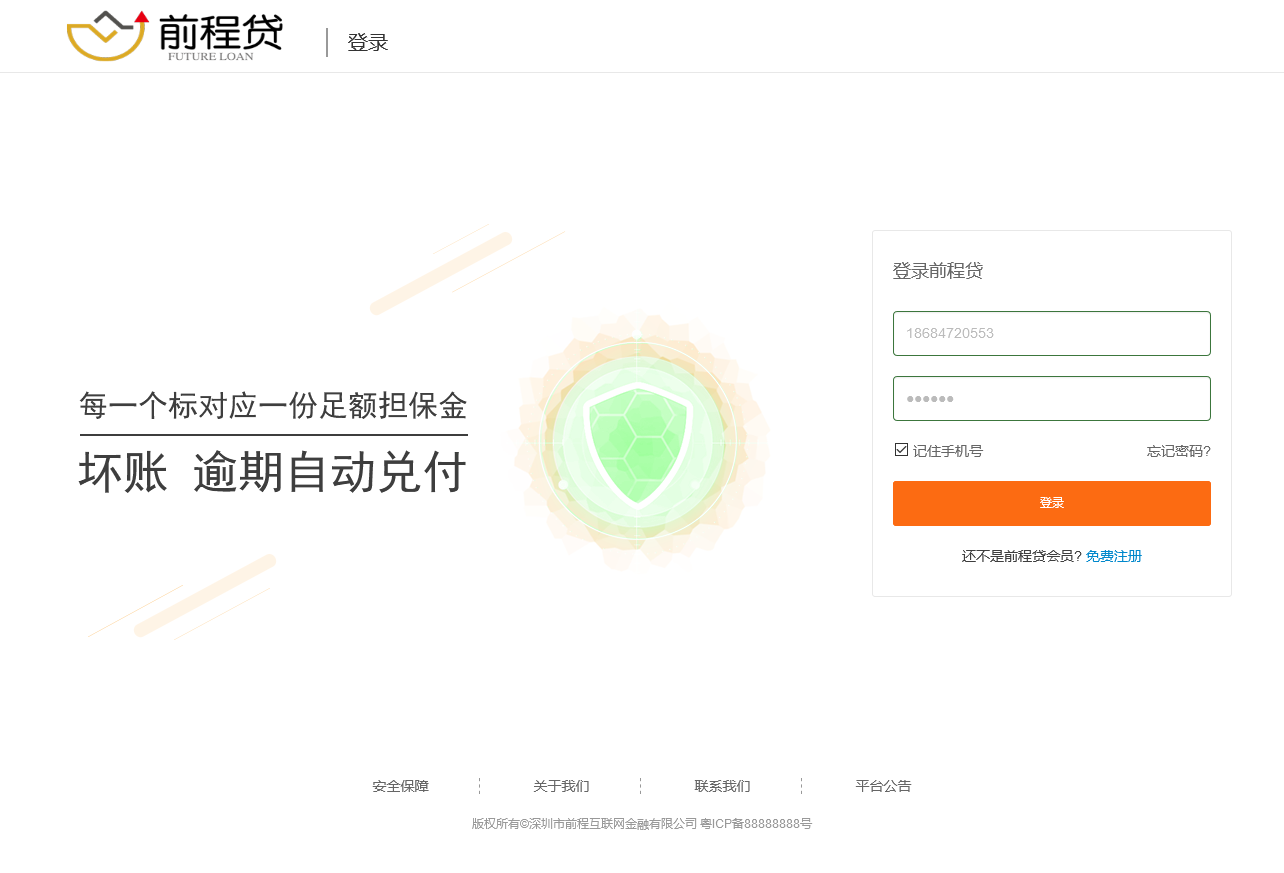 前程贷
FUTURE LOAN
登录
登录前程贷
18684720553
••••••
每一个标对应一份足额担保金
坏账 逾期自动兑付
记住手机号
忘记密码?
登录
还不是前程贷会员? 免费注册
安全保障
关于我们
联系我们
平台公告
版权所有©深圳市前程互联网金融有限公司 粤ICP备88888888号